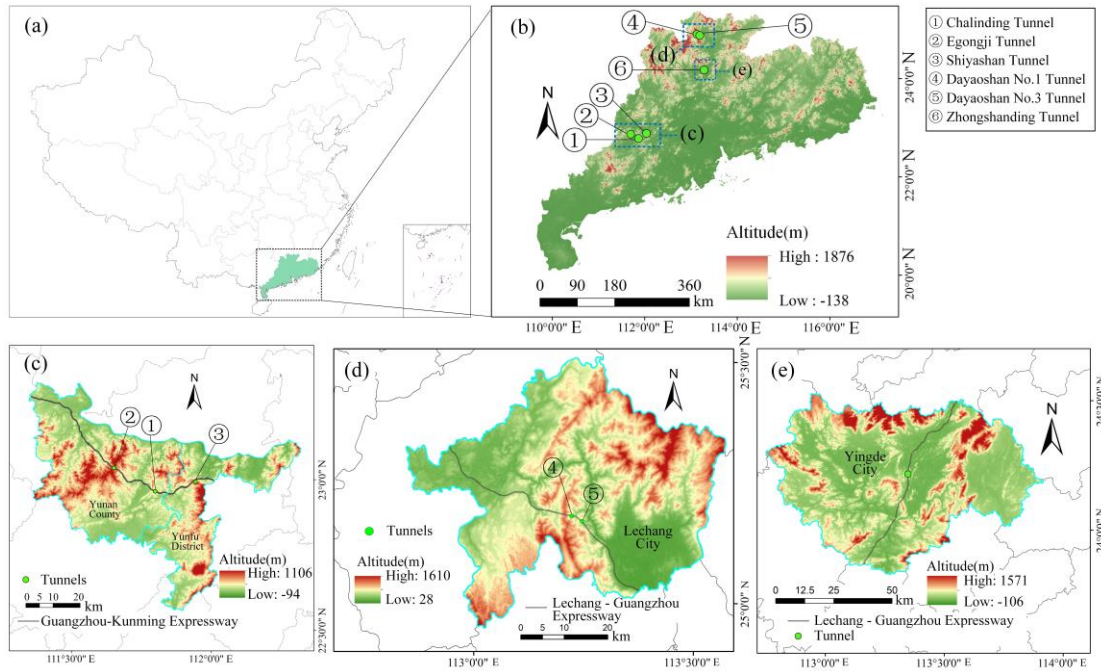 (a)
(b)
④
⑤
(d)
⑥
(e)
③
②
(c)
①
N
24°0'0" N
22°0'0" N
20°0'0" N
Altitude(m)
High : 1876
Low : -138
0 90 180 360
km
110°0'0" E
112°0'0" E
114°0'0" E
116°0'0" E
① Chalinding Tunnel
② Egongji Tunnel
③ Shiyashan Tunnel
④ Dayaoshan No.1 Tunnel
⑤ Dayaoshan No.3 Tunnel
⑥ Zhongshanding Tunnel
(c)
N
②
①
③
Yunan
County
Yunfu
District
23°0'0" N
22°30'0" N
Tunnels
0 5 10 20
km
Altitude(m)
High: 1106
Low: -94
Guangzhou-Kunming Expressway
111°30'0" E
112°0'0" E
(d)
N
④
⑤
Lechang
City
25°30'0" N
25°0'0" N
Tunnels
Altitude(m)
High: 1610
Low: 28
Lechang - Guangzhou
Expressway
0 5 10 20
km
113°0'0" E
113°30'0" E
(e)
N
Yingde
City
24°30'0" N
24°0'0" N
0 12.5 25 50
km
Altitude(m)
High: 1571
Low: -106
Lechang - Guangzhou Expressway
Tunnel
113°0'0" E
113°30'0" E
114°0'0" E